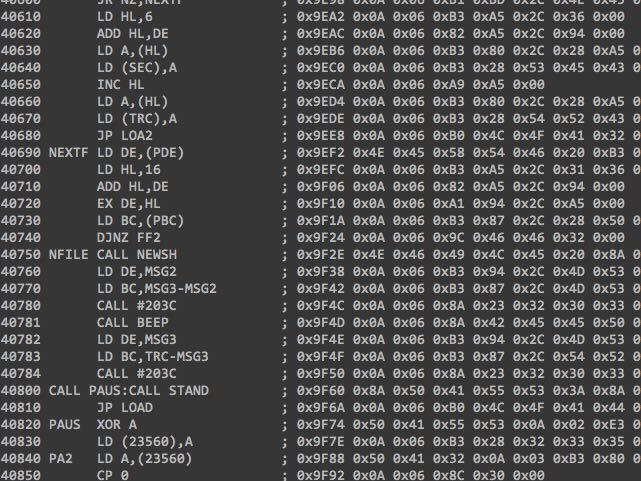 40600 JR NZ,NEXTF ; 0x9E98 0x0A 0x06 0xB1 0xBD 0x2C 0x4E 0x45
40610 LD HL,6 ; 0x9EA2 0x0A 0x06 0xB3 0xA5 0x2C 0x36 0x00
40620 ADD HL,DE ; 0x9EAC 0x0A 0x06 0x82 0xA5 0x2C 0x94 0x00
40630 LD A,(HL) ; 0x9EB6 0x0A 0x06 0xB3 0x80 0x2C 0x28 0xA5 0
40640 LD (SEC),A ; 0x9EC0 0x0A 0x06 0xB3 0x28 0x53 0x45 0x43 0
40650 INC HL ; 0x9ECA 0x0A 0x06 0xA9 0xA5 0x00
40660 LD A,(HL) ; 0x9ED4 0x0A 0x06 0xB3 0x80 0x2C 0x28 0xA5 0
40670 LD (TRC),A ; 0x9EDE 0x0A 0x06 0xB3 0x28 0x54 0x52 0x43 0
40680 JP LOA2 ; 0x9EE8 0x0A 0x06 0xB0 0x4C 0x4F 0x41 0x32 0
40690 NEXTF LD DE,(PDE) ; 0x9EF2 0x4E 0x45 0x58 0x54 0x46 0x20 0xB3 0
40700 LD HL,16 ; 0x9EFC 0x0A 0x06 0xB3 0xA5 0x2C 0x31 0x36 0
40710 ADD HL,DE ; 0x9F06 0x0A 0x06 0x82 0xA5 0x2C 0x94 0x00
40720 EX DE,HL ; 0x9F10 0x0A 0x06 0xA1 0x94 0x2C 0xA5 0x00
40730 LD BC,(PBC) ; 0x9F1A 0x0A 0x06 0xB3 0x87 0x2C 0x28 0x50 0
40740 DJNZ FF2 ; 0x9F24 0x0A 0x06 0x9C 0x46 0x46 0x32 0x00
40750 NFILE CALL NEWSH ; 0x9F2E 0x4E 0x46 0x49 0x4C 0x45 0x20 0x8A 0
40760 LD DE,MSG2 ; 0x9F38 0x0A 0x06 0xB3 0x94 0x2C 0x4D 0x53 0
40770 LD BC,MSG3-MSG2 ; 0x9F42 0x0A 0x06 0xB3 0x87 0x2C 0x4D 0x53 0
40780 CALL #203C ; 0x9F4C 0x0A 0x06 0x8A 0x23 0x32 0x30 0x33 0
40781 CALL BEEP ; 0x9F4D 0x0A 0x06 0x8A 0x42 0x45 0x45 0x50 0
40782 LD DE,MSG3 ; 0x9F4E 0x0A 0x06 0xB3 0x94 0x2C 0x4D 0x53 0
40783 LD BC,TRC-MSG3 ; 0x9F4F 0x0A 0x06 0xB3 0x87 0x2C 0x54 0x52 0
40784 CALL #203C ; 0x9F50 0x0A 0x06 0x8A 0x23 0x32 0x30 0x33 0
40800 CALL PAUS:CALL STAND ; 0x9F60 0x8A 0x50 0x41 0x55 0x53 0x3A 0x8A 0
40810 JP LOAD ; 0x9F6A 0x0A 0x06 0xB0 0x4C 0x4F 0x41 0x44 0
40820 PAUS XOR A ; 0x9F74 0x50 0x41 0x55 0x53 0x0A 0x02 0xE3 0
40830 LD (23560),A ; 0x9F7E 0x0A 0x06 0xB3 0x28 0x32 0x33 0x35 0
40840 PA2 LD A,(23560) ; 0x9F88 0x50 0x41 0x32 0x0A 0x03 0xB3 0x80 0
40850 CP 0 ; 0x9F92 0x0A 0x06 0x8C 0x30 0x00